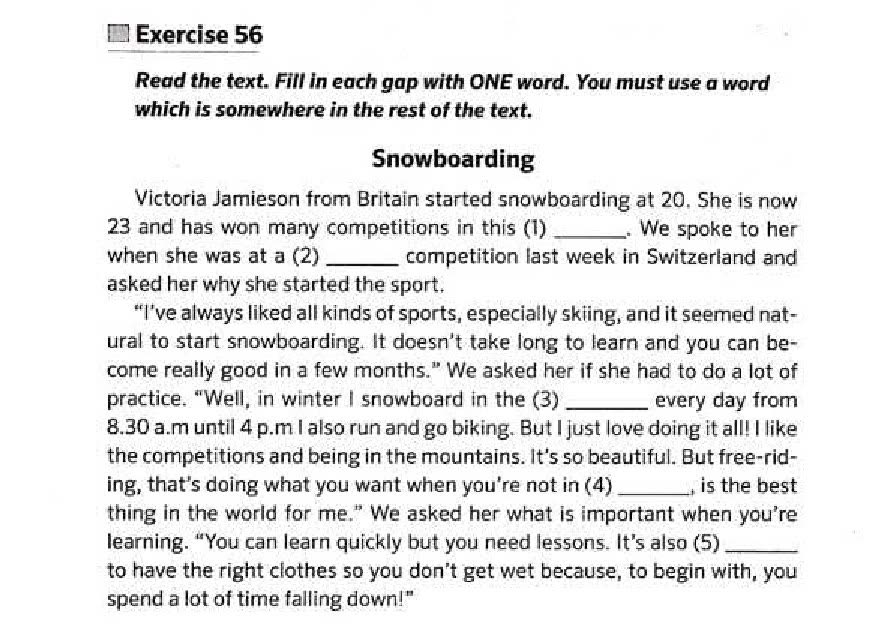 Exercise 56
Read the text. Fill in each gap with ONE word. You must use a word
which is somewhere in the rest of the text.
Snowboarding
Victoria Jamieson from Britain started snowboarding at 20. She is now
23 and has won many competitions in this (1) ______. We spoke to her
when she was at a (2) ______ competition last week in Switzerland and
asked her why she started the sport.
"I've always liked all kinds of sports, especially skiing, and it seemed nat-
ural to start snowboarding. It doesn't take long to learn and you can be-
come really good in a few months." We asked her if she had to do a lot of
practice. "Well, in winter I snowboard in the (3) _______ every day from
8.30 a.m until 4 p.m I also run and go biking. But I just love doing it all! I like
the competitions and being in the mountains. It's so beautiful. But free-rid-
ing, that's doing what you want when you're not in (4) ______, is the best
thing in the world for me." We asked her what is important when you're
learning. "You can learn quickly but you need lessons. It's also (5) ______
to have the right clothes so you don't get wet because, to begin with, you
spend a lot of time falling down!"